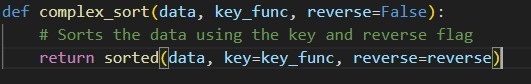 def complex_sort(data, key_func, reverse=False):
    # Sorts the data using the key and reverse flag
    return sorted(data, key=key_func, reverse=reverse)